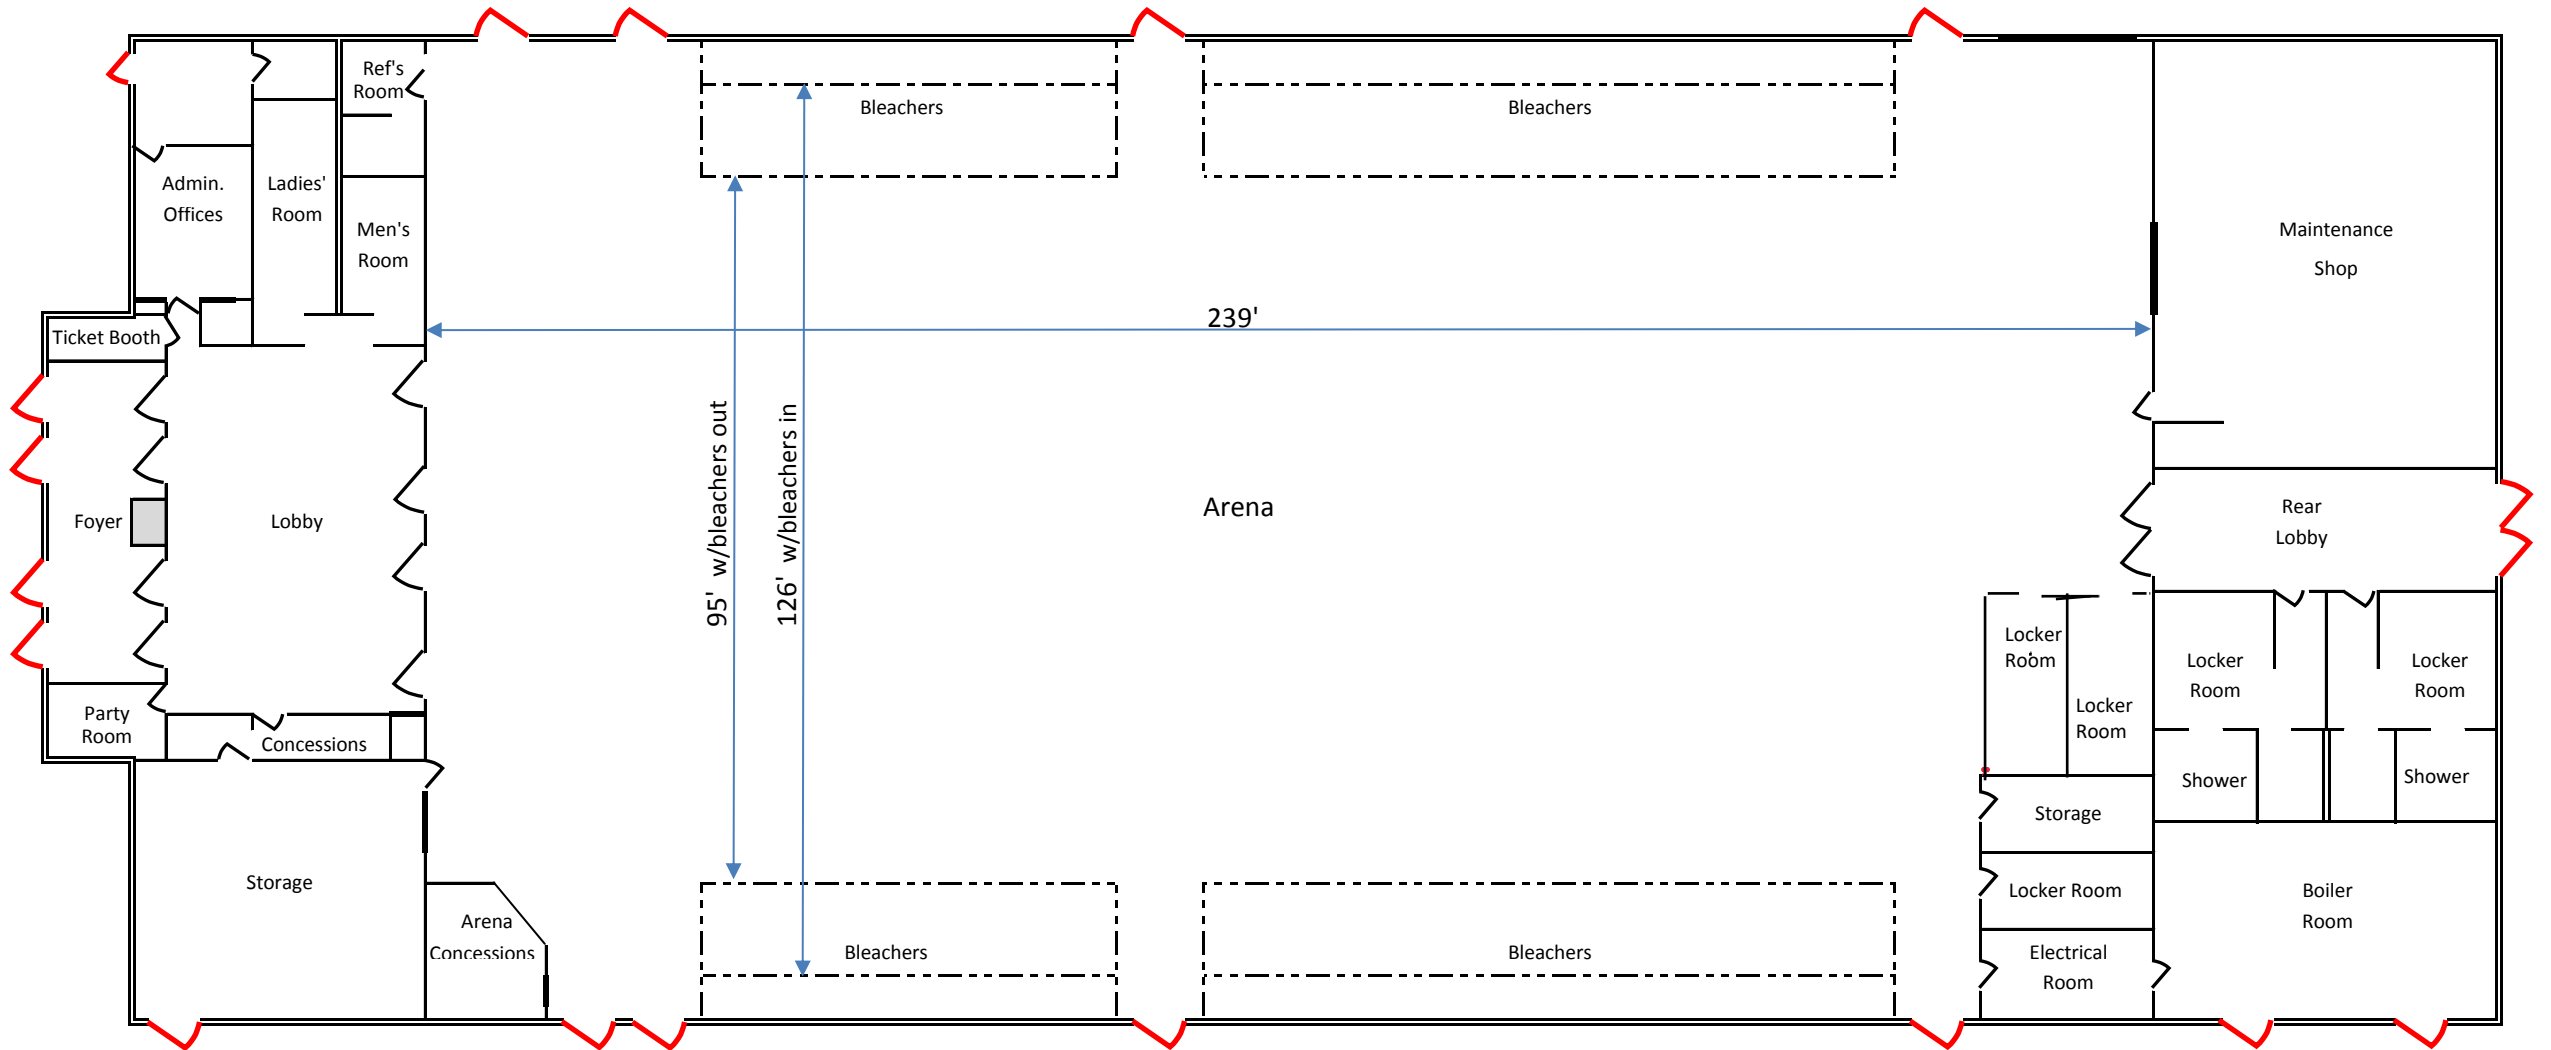 Ref's
Room
Bleachers
Bleachers
Admin.
Offices
Ladies'
Room
Men's
Room
Maintenance
Shop
239'
Ticket Booth
95'  w/bleachers out
126'  w/bleachers in
Arena
Foyer
Lobby
Rear
Lobby
Locker
Room
Locker
Room
Locker
Room
Locker
Room
Party
Room
Concessions
Shower
Shower
Storage
Storage
Locker Room
Boiler
Room
Arena
Concessions
Bleachers
Bleachers
Electrical
Room